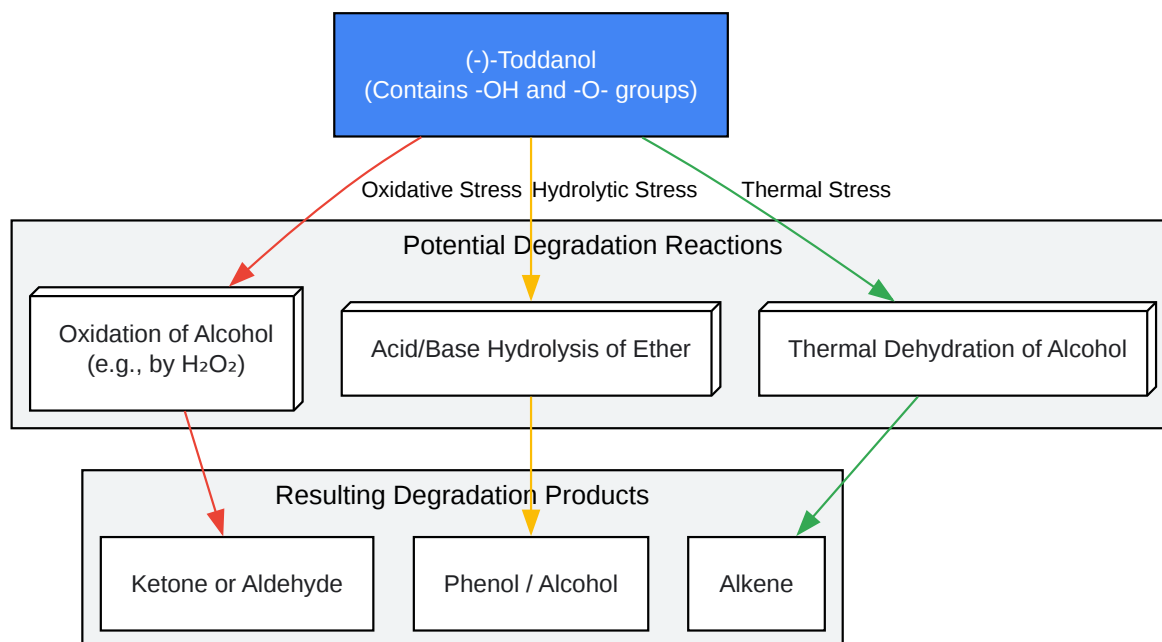 (-)-Toddanol
(Contains -OH and -O- groups)
Oxidative Stress
Hydrolytic Stress
Thermal Stress
Potential Degradation Reactions
Oxidation of Alcohol
(e.g., by H₂O₂)
Acid/Base Hydrolysis of Ether
Thermal Dehydration of Alcohol
Resulting Degradation Products
Ketone or Aldehyde
Phenol / Alcohol
Alkene